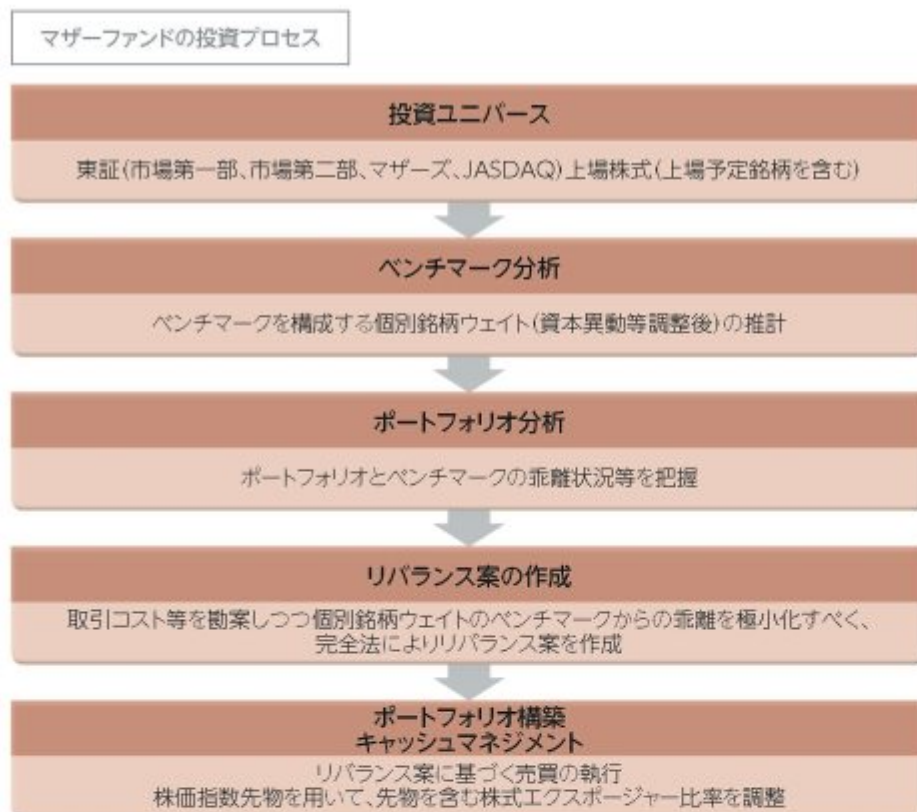 マザーファンドの投資プロセス
投資ユニバース
東証(市場第一部、市場第二部、マザーズ、JASDAQ)上場株式(上場予定銘柄を含む)
ベンチマーク分析
ベンチマークを構成する個別銘柄ウェイト(資本異動等調整後)の推計
ポートフォリオ分析
ポートフォリオとベンチマークの乖離状況等を把握
リバランス案の作成
取引コスト等を勘案しつつ個別銘柄ウェイトのベンチマークからの乖離を極小化すべく、
完全法によりリバランス案を作成
ポートフォリオ構築
キャッシュマネジメント
リバランス案に基づく売買の執行
株価指数先物を用いて、先物を含む株式エクスポージャー比率を調整